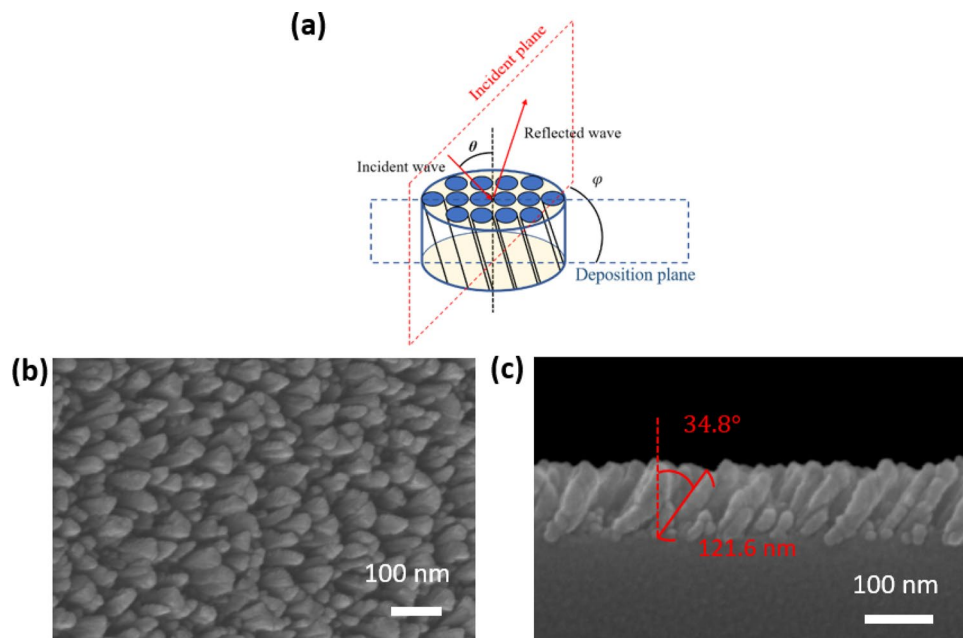 (a)
Incident plane
θ
Reflected wave
Incident wave
φ
Deposition plane
(b)
100 nm
(c)
34.8°
121.6 nm
100 nm